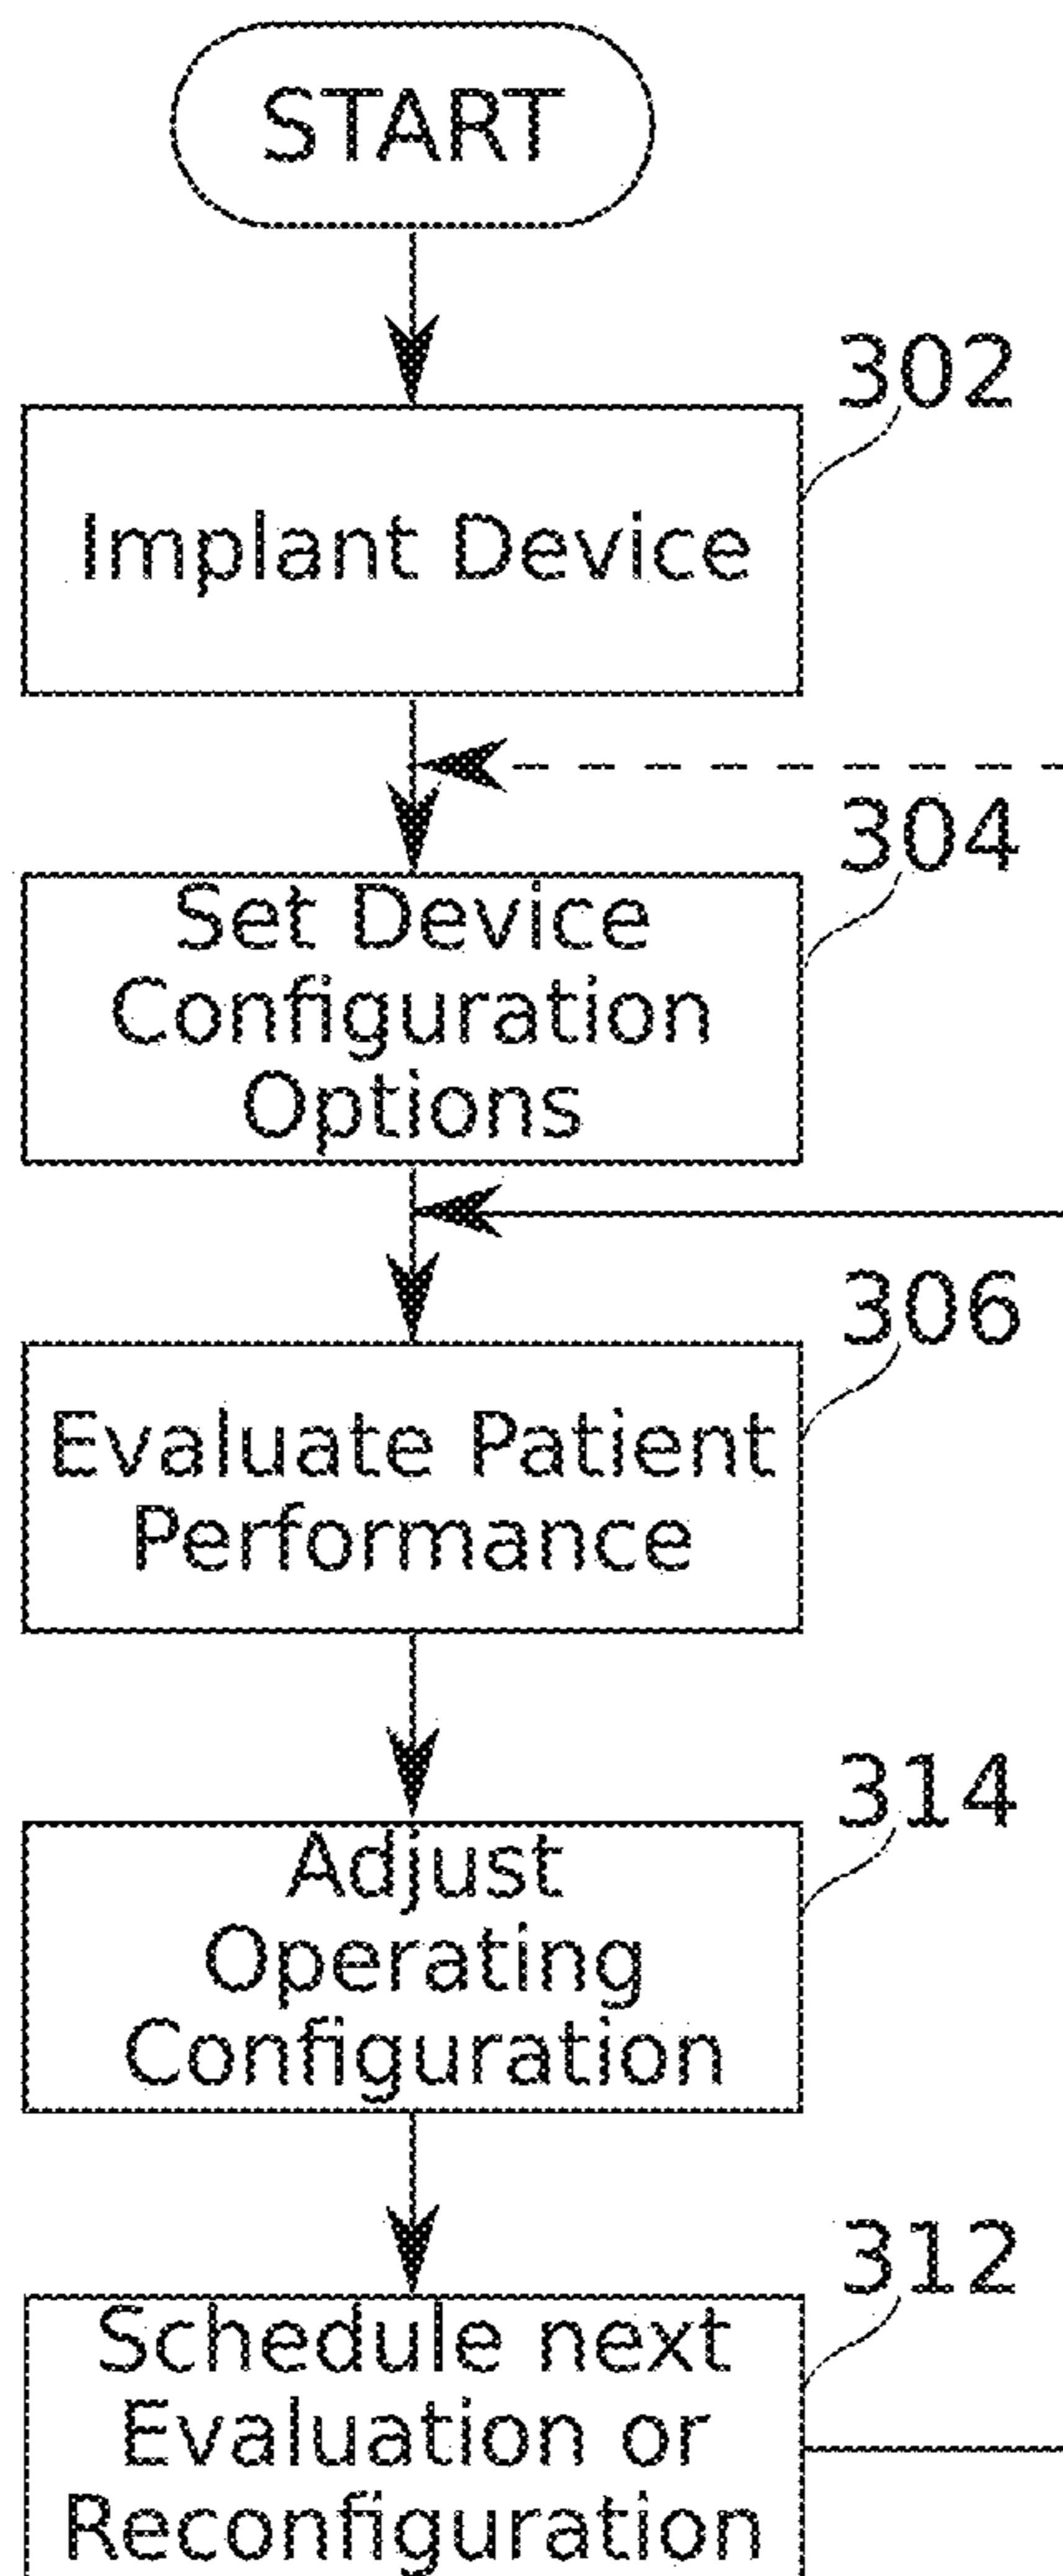 START
302
Implant Device
304
Set Device
Configuration
Options
306
Evaluate Patient
Performance
314
Adjust
Operating
Configuration
312
Schedule next
Evaluation or
Reconfiguration